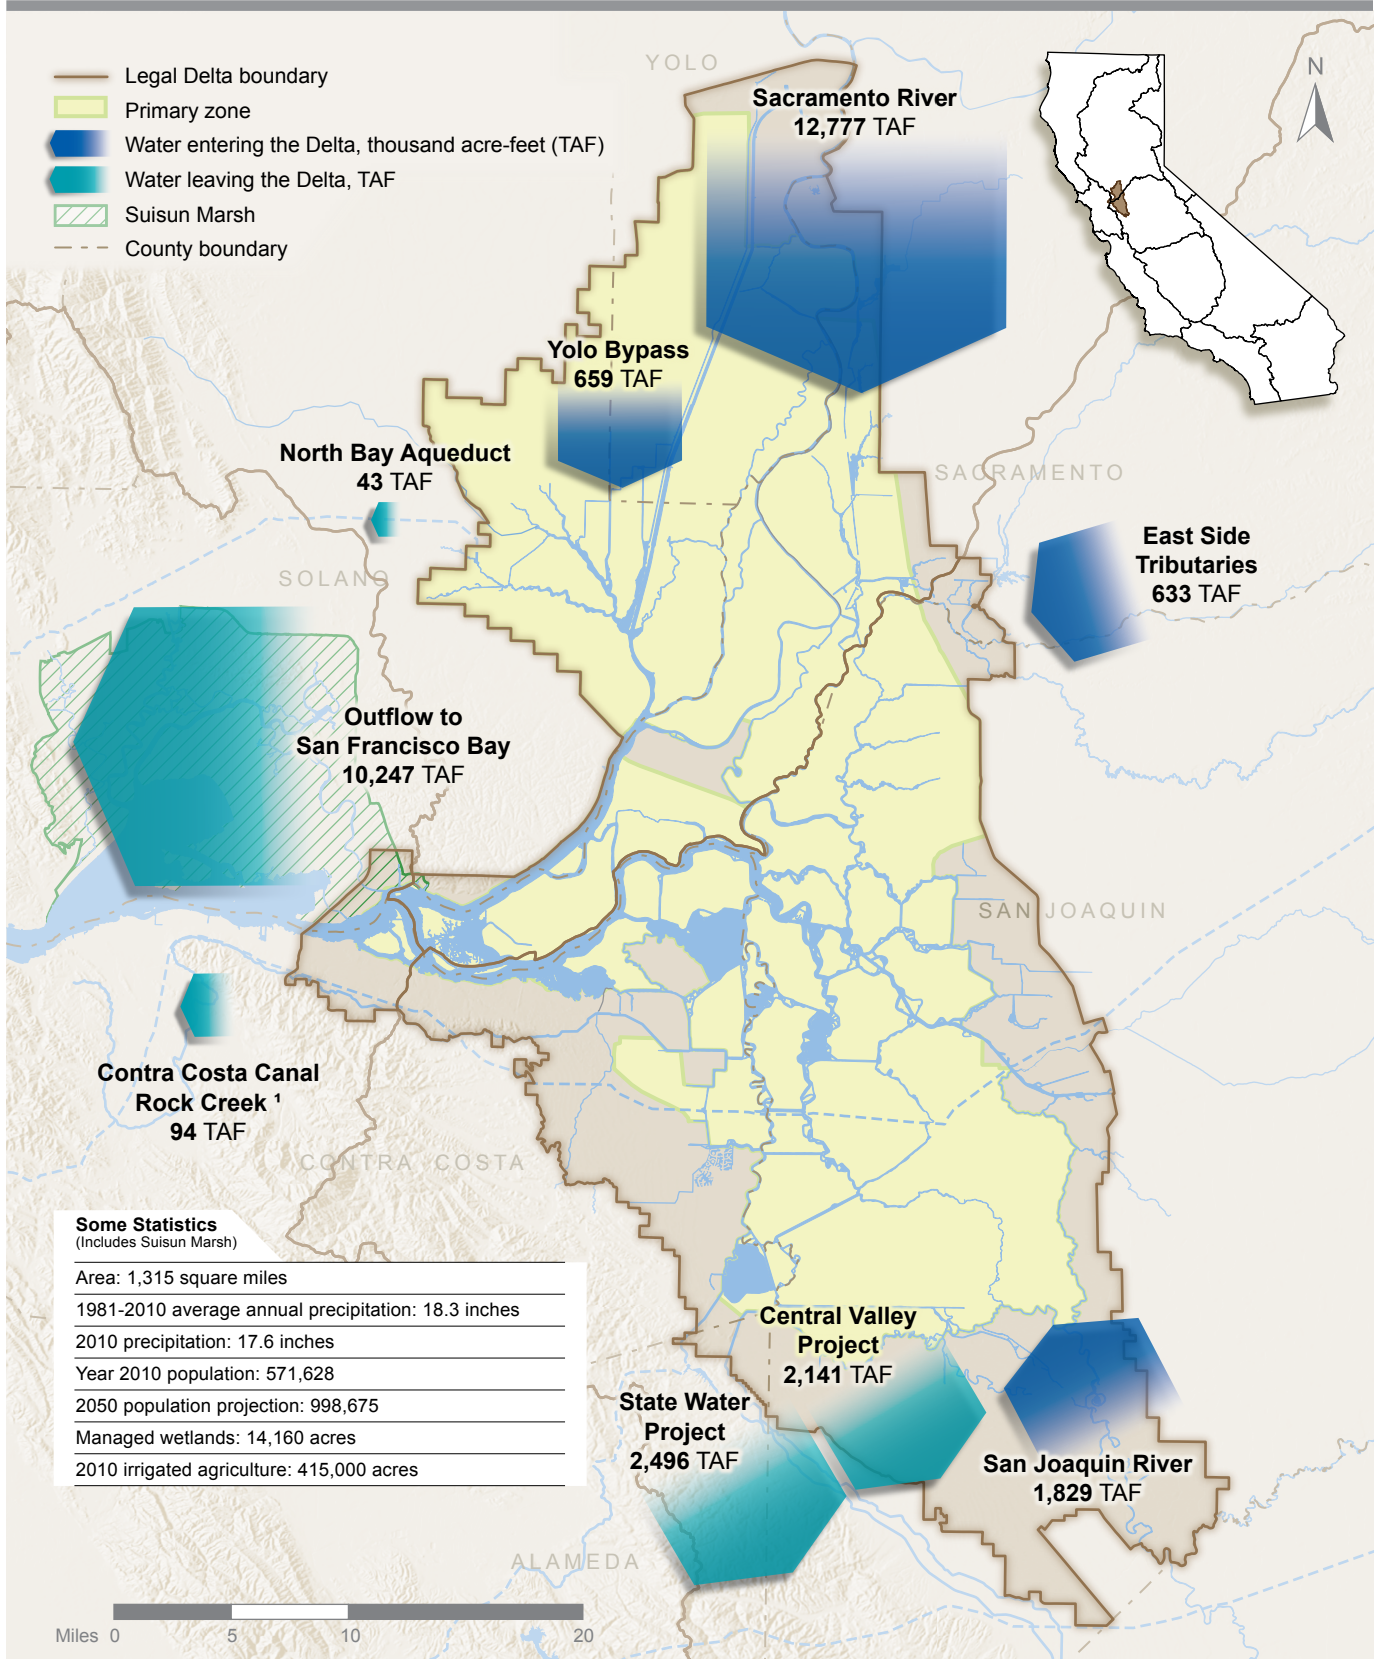 Legal Delta boundary
Primary zone
Water entering the Delta, thousand acre-feet (TAF)
Water leaving the Delta, TAF
Suisun Marsh
County boundary
YOLO
N
Sacramento River
12,777 TAF
Yolo Bypass
659 TAF
North Bay Aqueduct
43 TAF
SACRAMENTO
East Side
Tributaries
633 TAF
SOLANO
Outflow to
San Francisco Bay
10,247 TAF
SAN JOAQUIN
Contra Costa Canal
Rock Creek ¹
94 TAF
CONTRA COSTA
Some Statistics
(Includes Suisun Marsh)
Area: 1,315 square miles
1981-2010 average annual precipitation: 18.3 inches
2010 precipitation: 17.6 inches
Year 2010 population: 571,628
2050 population projection: 998,675
Managed wetlands: 14,160 acres
2010 irrigated agriculture: 415,000 acres
Central Valley
Project
2,141 TAF
State Water
Project
2,496 TAF
San Joaquin River
1,829 TAF
ALAMEDA
Miles 0 5 10 20